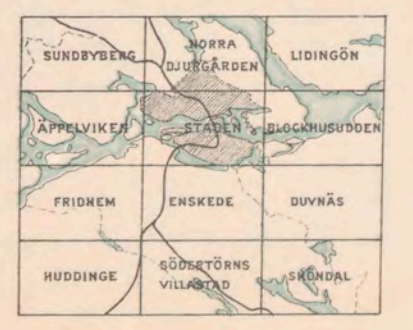 SUNDBYBERG
NORRA
DJURGÅRDEN
LIDINGÖN
ÄPPELVIKEN
STADEN
BLOCKHUSUDDEN
FRIDHEM
ENSKEDE
DUVNÄS
HUDDINGE
SÖDERTÖRNS
VILLASTAD
SKÖNDAL